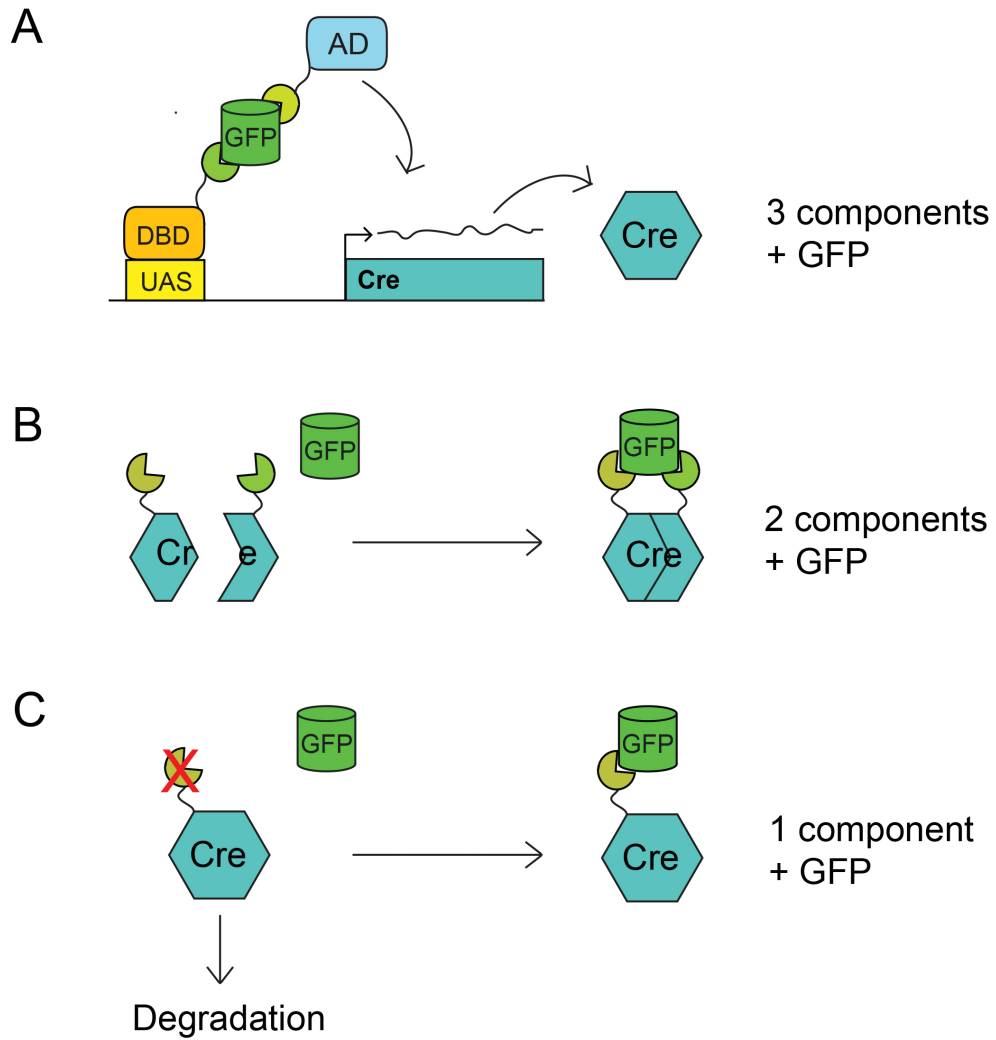 A
AD
GFP
DBD
UAS
Cre
Cre
3 components
+ GFP
B
GFP
Cr
e
GFP
Cre
2 components
+ GFP
C
GFP
Cre
GFP
Cre
1 component
+ GFP
Degradation